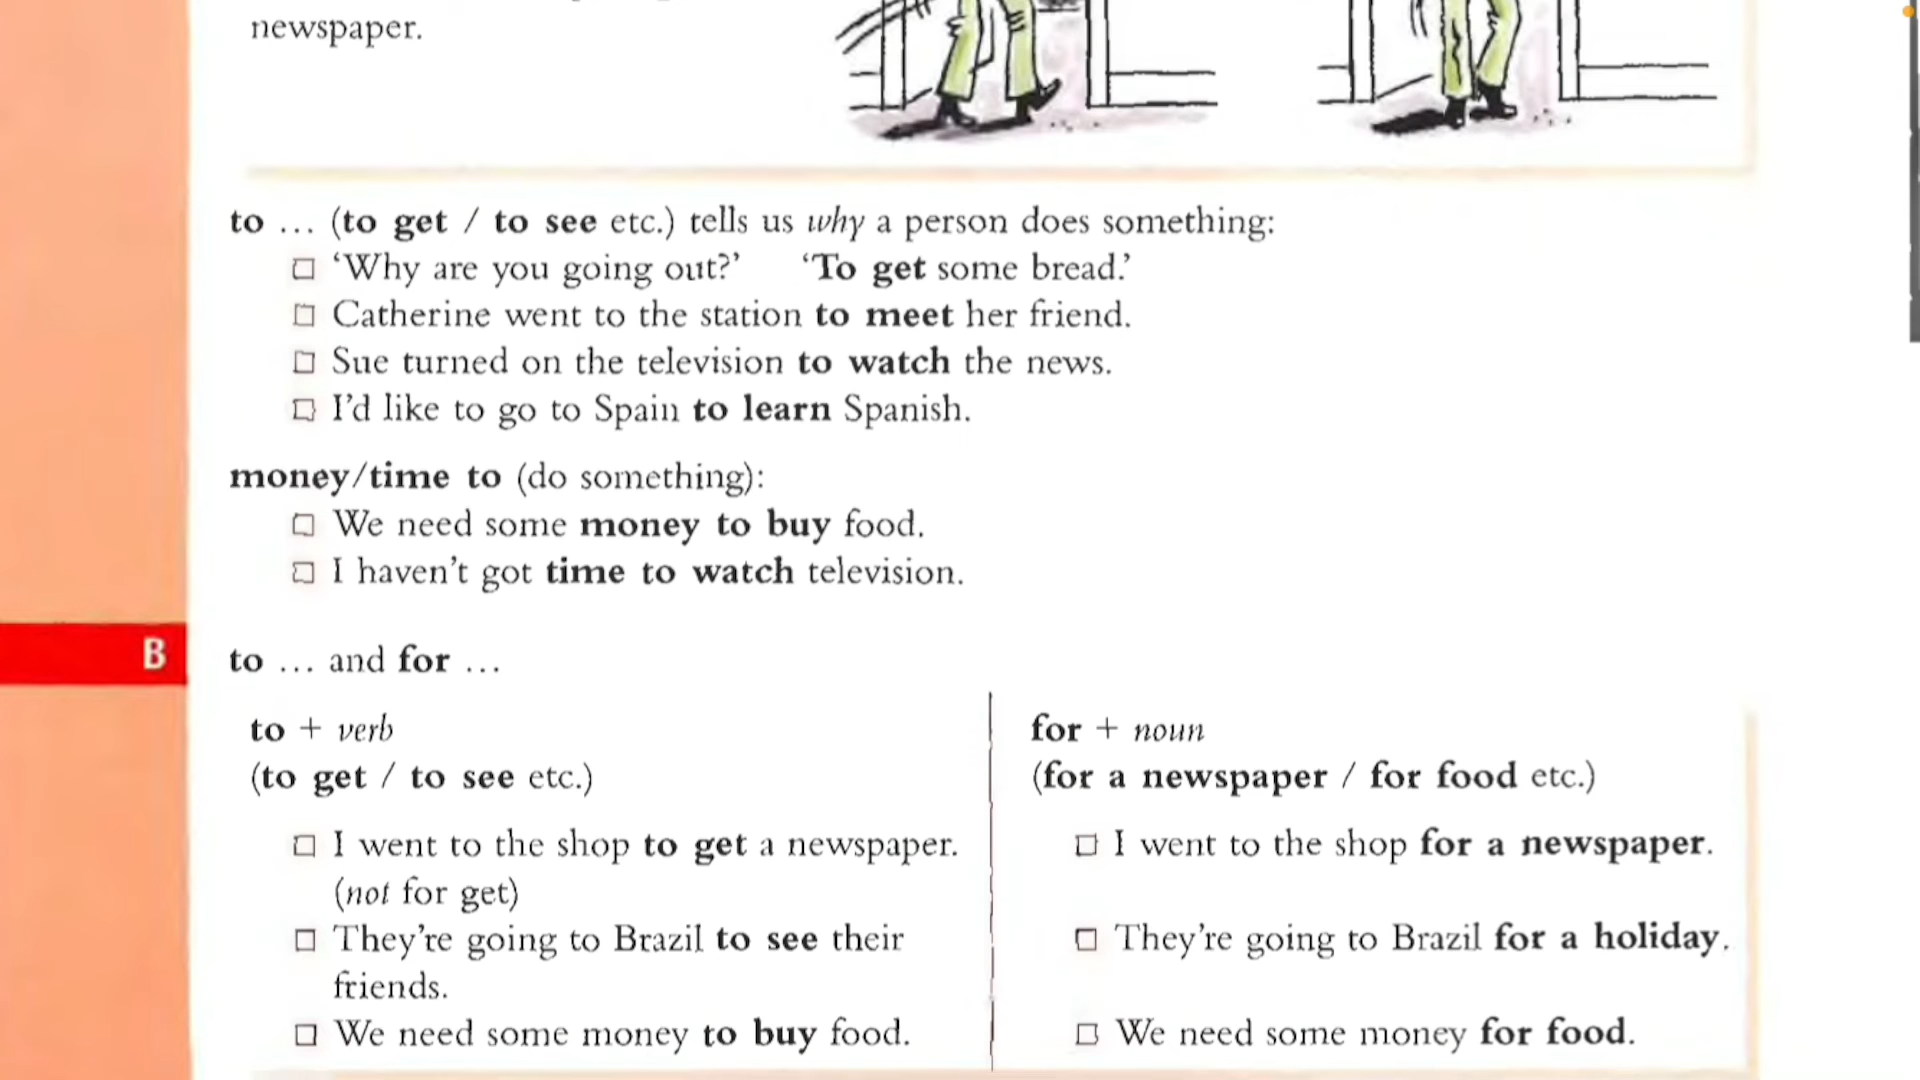 newspaper.
to ... (to get / to see etc.) tells us why a person does something:
□ ‘Why are you going out?’ ‘To get some bread.’
□ Catherine went to the station to meet her friend.
□ Sue turned on the television to watch the news.
□ I’d like to go to Spain to learn Spanish.
money/time to (do something):
□ We need some money to buy food.
□ I haven’t got time to watch television.
B
to ... and for ...
to + verb
(to get / to see etc.)
□ I went to the shop to get a newspaper.
(not for get)
□ They’re going to Brazil to see their
friends.
□ We need some money to buy food.
for + noun
(for a newspaper / for food etc.)
□ I went to the shop for a newspaper.
□ They’re going to Brazil for a holiday.
□ We need some money for food.